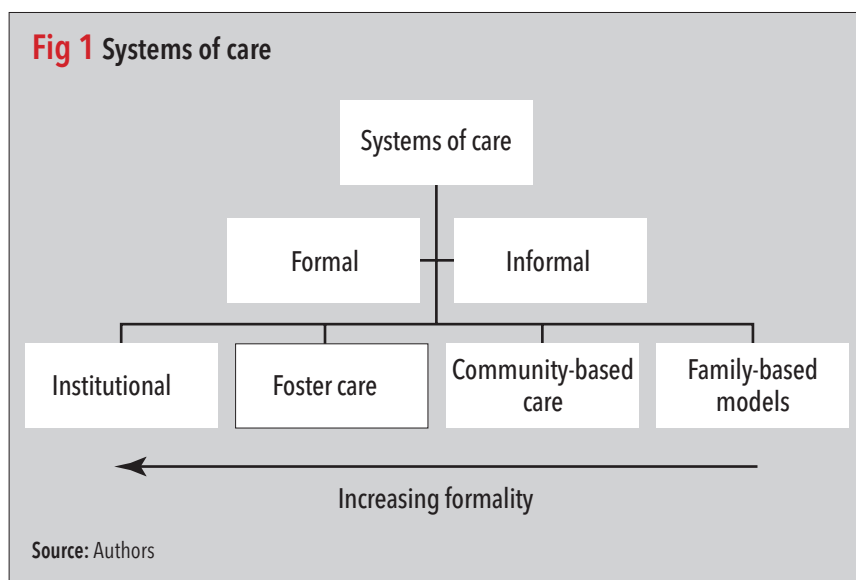 Fig 1 Systems of care
Systems of care
Formal
Informal
Institutional
Foster care
Community-based
care
Family-based
models
Increasing formality
Source: Authors